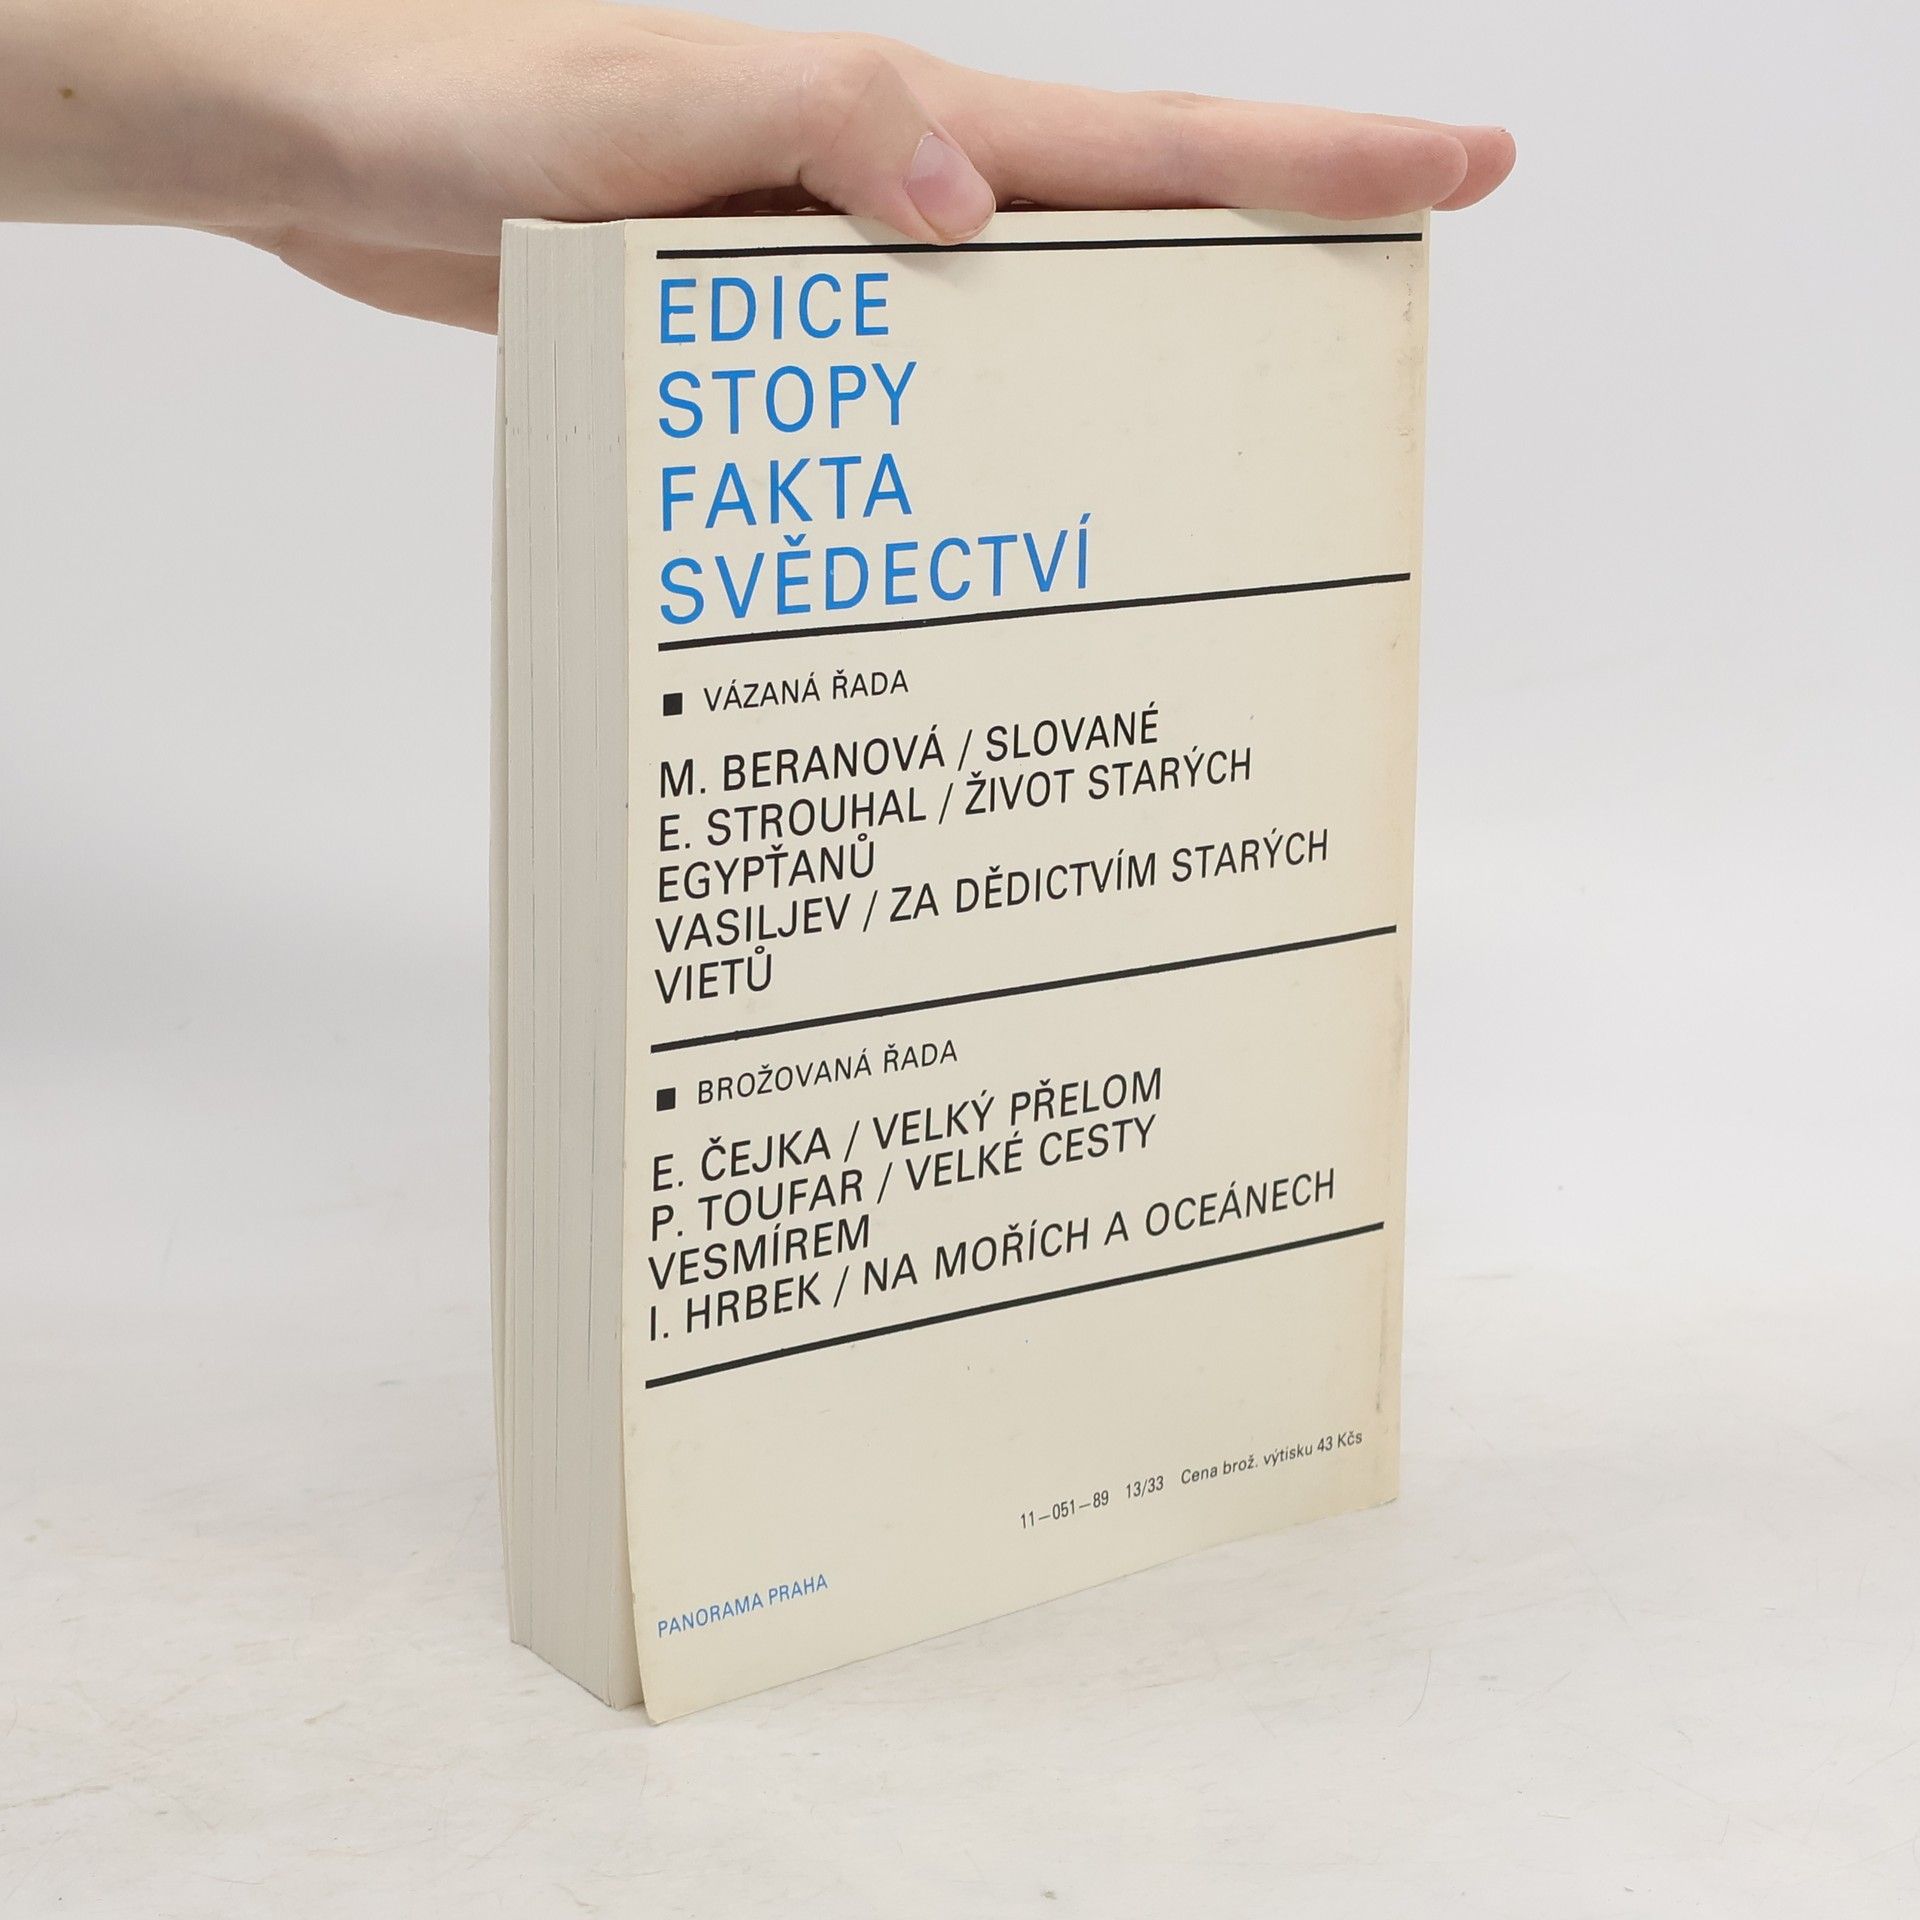 EDICE
STOPY
FAKTA
SVĚDECTVÍ
■ VÁZANÁ ŘADA
M. BERANOVÁ / SLOVANÉ
E. STROUHAL / ŽIVOT STARÝCH
EGYPŤANŮ
VASILJEV / ZA DĚDICTVÍM STARÝCH
VIETŮ
■ BROŽOVANÁ ŘADA
E. ČEJKA / VELKÝ PŘELOM
P. TOUFAR / VELKÉ CESTY
VESMÍREM
I. HRBEK / NA MOŘÍCH A OCEÁNECH
11—051—89 13/33 Cena brož. výtisku 43 Kčs
PANORAMA PRAHA